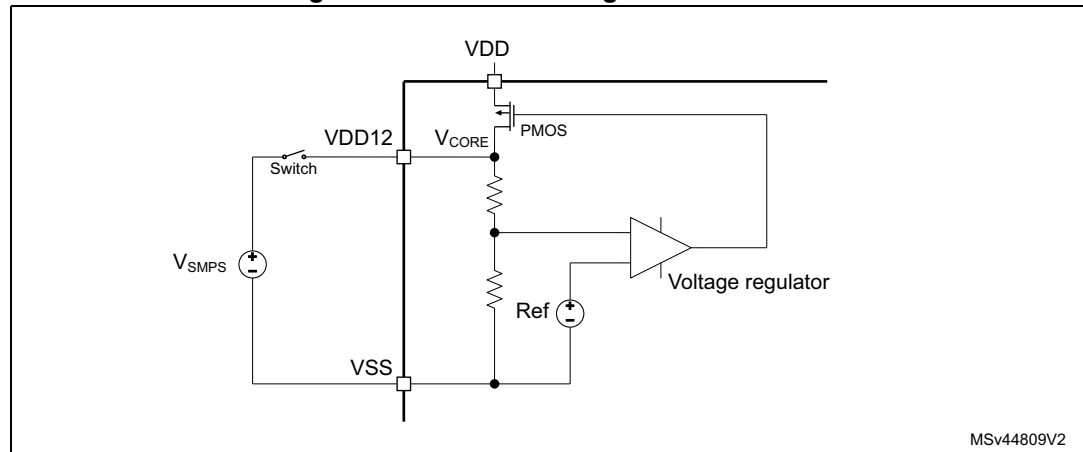 VDD
PMOS
VDD12
VCORE
Switch
VSMPS
+
-
Voltage regulator
Ref
+
-
VSS
MSv44809V2